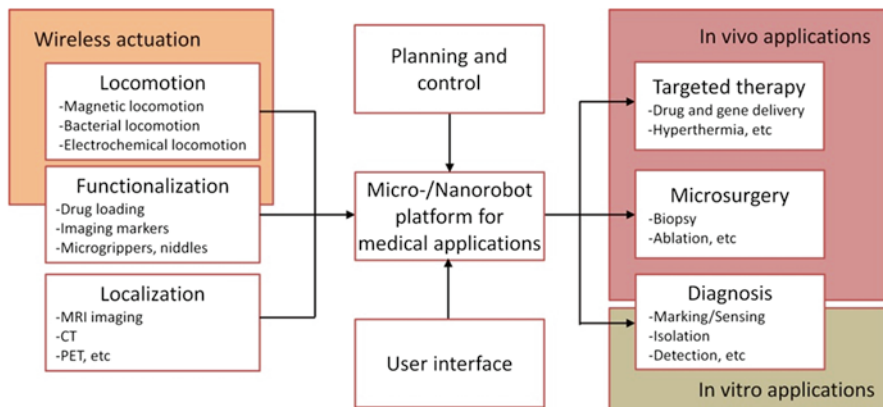 Wireless actuation
Locomotion
-Magnetic locomotion
-Bacterial locomotion
-Electrochemical locomotion
Functionalization
-Drug loading
-Imaging markers
-Microgrippers, niddles
Localization
-MRI imaging
-CT
-PET, etc
Planning and
control
Micro-/Nanorobot
platform for
medical applications
User interface
In vivo applications
Targeted therapy
-Drug and gene delivery
-Hyperthermia, etc
Microsurgery
-Biopsy
-Ablation, etc
Diagnosis
-Marking/Sensing
-Isolation
-Detection, etc
In vitro applications